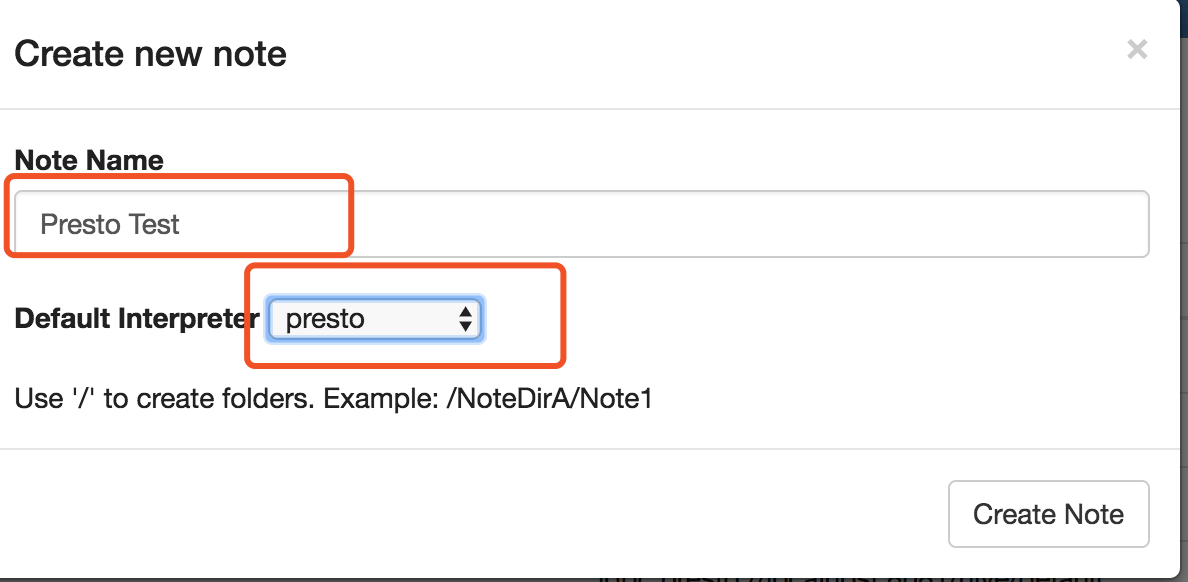 Create new note
×
Note Name
Presto Test
Default Interpreter presto
Use '/' to create folders. Example: /NoteDirA/Note1
Create Note